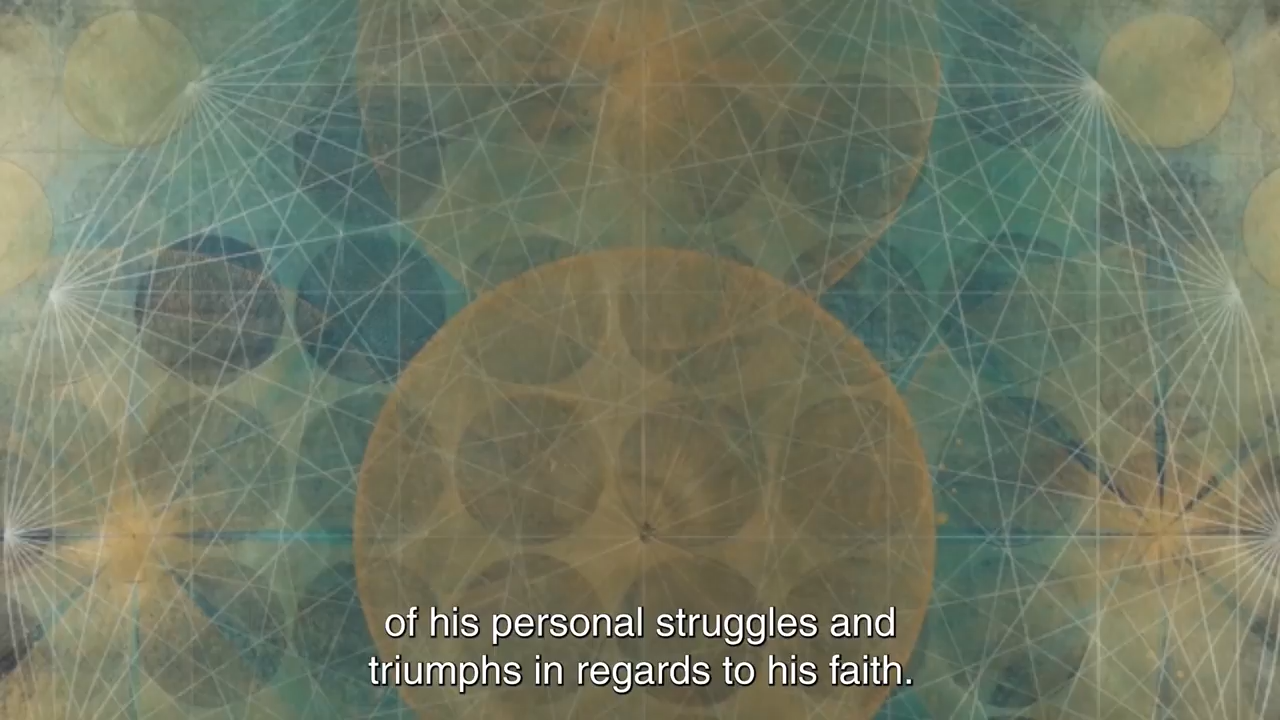 of his personal struggles and
triumphs in regards to his faith.